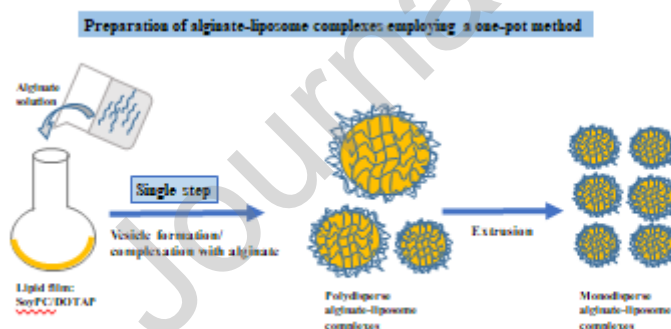 Preparation of alginate-liposome complexes employing a one-pot method
Alginate
solution
Single step
Vesicle formation/
complexation with alginate
Extrusion
Lipid film:
SoyPC/DOTAP
Polydisperse
alginate-liposome
complexes
Monodisperse
alginate-liposome
complexes
Journa